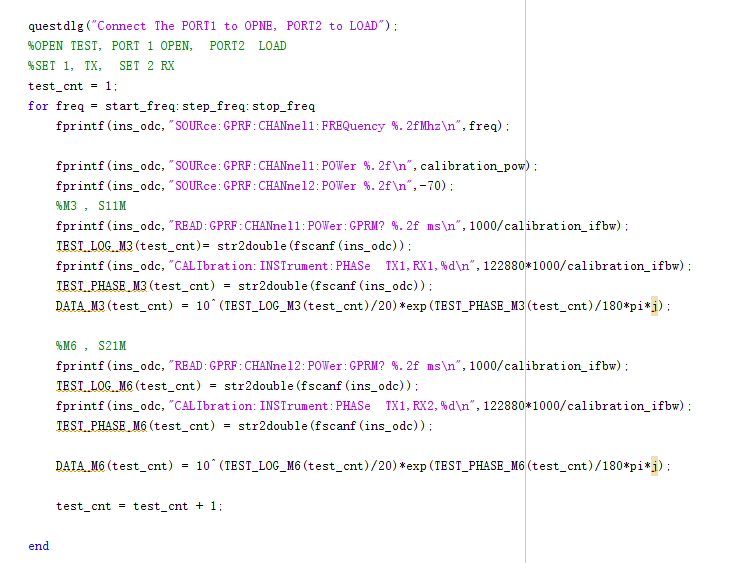 questdlg("Connect The PORT1 to OPNE, PORT2 to LOAD");
%OPEN TEST, PORT 1 OPEN,  PORT2  LOAD
%SET 1, TX,  SET 2 RX
test_cnt = 1;
for freq = start_freq:step_freq:stop_freq
    fprintf(ins_odc,"SOURce:GPRF:CHANnel1:FREQuency %.2fMhz\n",freq);
    fprintf(ins_odc,"SOURce:GPRF:CHANnel1:POWer %.2f\n",calibration_pow);
    fprintf(ins_odc,"SOURce:GPRF:CHANnel2:POWer %.2f\n",-70);
    %M3 , S11M
    fprintf(ins_odc,"READ:GPRF:CHANnel1:POWer:GPRM? %.2f ms\n",1000/calibration_ifbw);
    TEST_LOG_M3(test_cnt)= str2double(fscanf(ins_odc));
    fprintf(ins_odc,"CALIbration:INSTrument:PHASe  TX1,RX1,%d\n",122880*1000/calibration_ifbw);
    TEST_PHASE_M3(test_cnt) = str2double(fscanf(ins_odc));
    DATA_M3(test_cnt) = 10^(TEST_LOG_M3(test_cnt)/20)*exp(TEST_PHASE_M3(test_cnt)/180*pi*j);
    %M6 , S21M
    fprintf(ins_odc,"READ:GPRF:CHANnel2:POWer:GPRM? %.2f ms\n",1000/calibration_ifbw);
    TEST_LOG_M6(test_cnt) = str2double(fscanf(ins_odc));
    fprintf(ins_odc,"CALIbration:INSTrument:PHASe  TX1,RX2,%d\n",122880*1000/calibration_ifbw);
    TEST_PHASE_M6(test_cnt) = str2double(fscanf(ins_odc));
    DATA_M6(test_cnt) = 10^(TEST_LOG_M6(test_cnt)/20)*exp(TEST_PHASE_M6(test_cnt)/180*pi*j);
    test_cnt = test_cnt + 1;
end